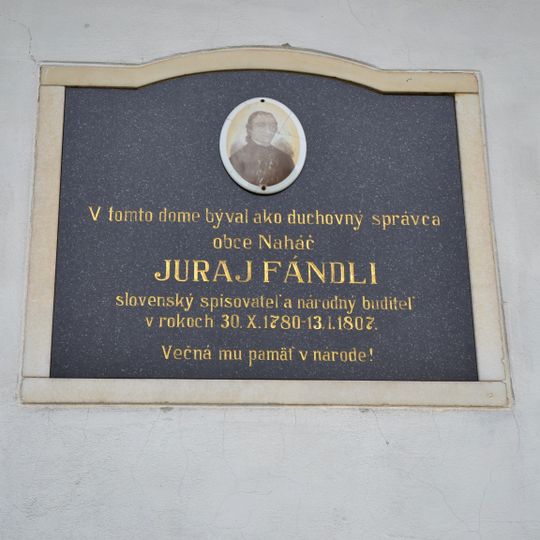 V tomto dome býval ako duchovný správca
obce Naháč
JURAJ FÁNDLI
slovenský spisovateľ a národný buditeľ
v rokoch 30.X.1780-13.I.1807.
Večná mu pamäť v národe!